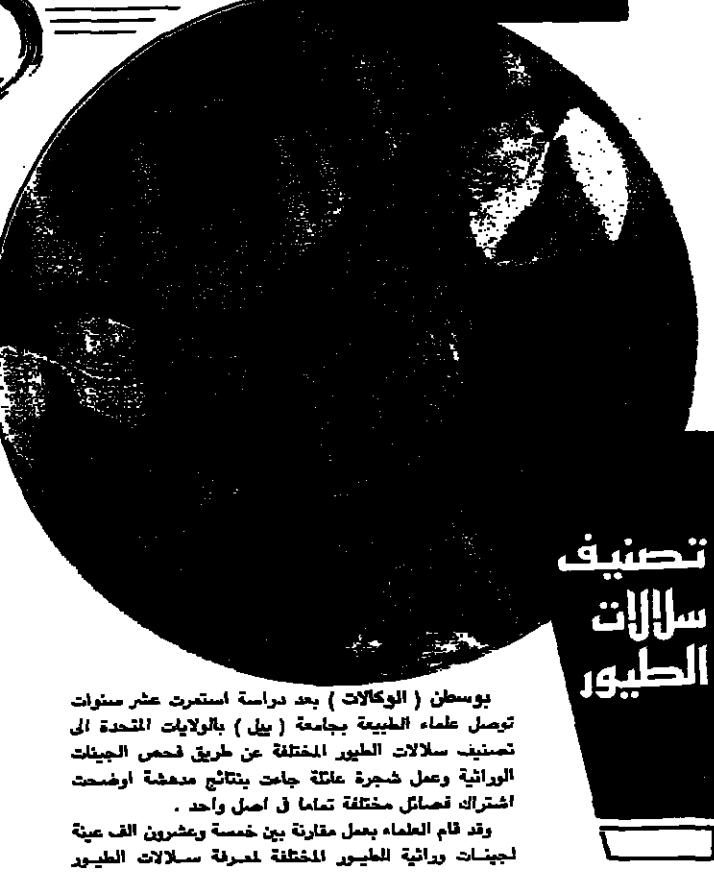 تصنيف
سلالات
الطيور
بوسطن ( الوكالات ) بعد دراسة استمرت عشر سنوات
توصل علماء الطبيعة بجامعة ( ييل ) بالولايات المتحدة الى
تصنيف سلالات الطيور المختلفة عن طريق فحص الجينات
الوراثية وعمل شجرة عائلة جاءت بنتائج مدهشة اوضحت
اشتراك فصائل مختلفة تماما في اصل واحد .
وقد قام العلماء بعمل مقارنة بين خمسة وعشرون الف عينة
لجينات وراثية للطيور المختلفة لمعرفة سلالات الطيور